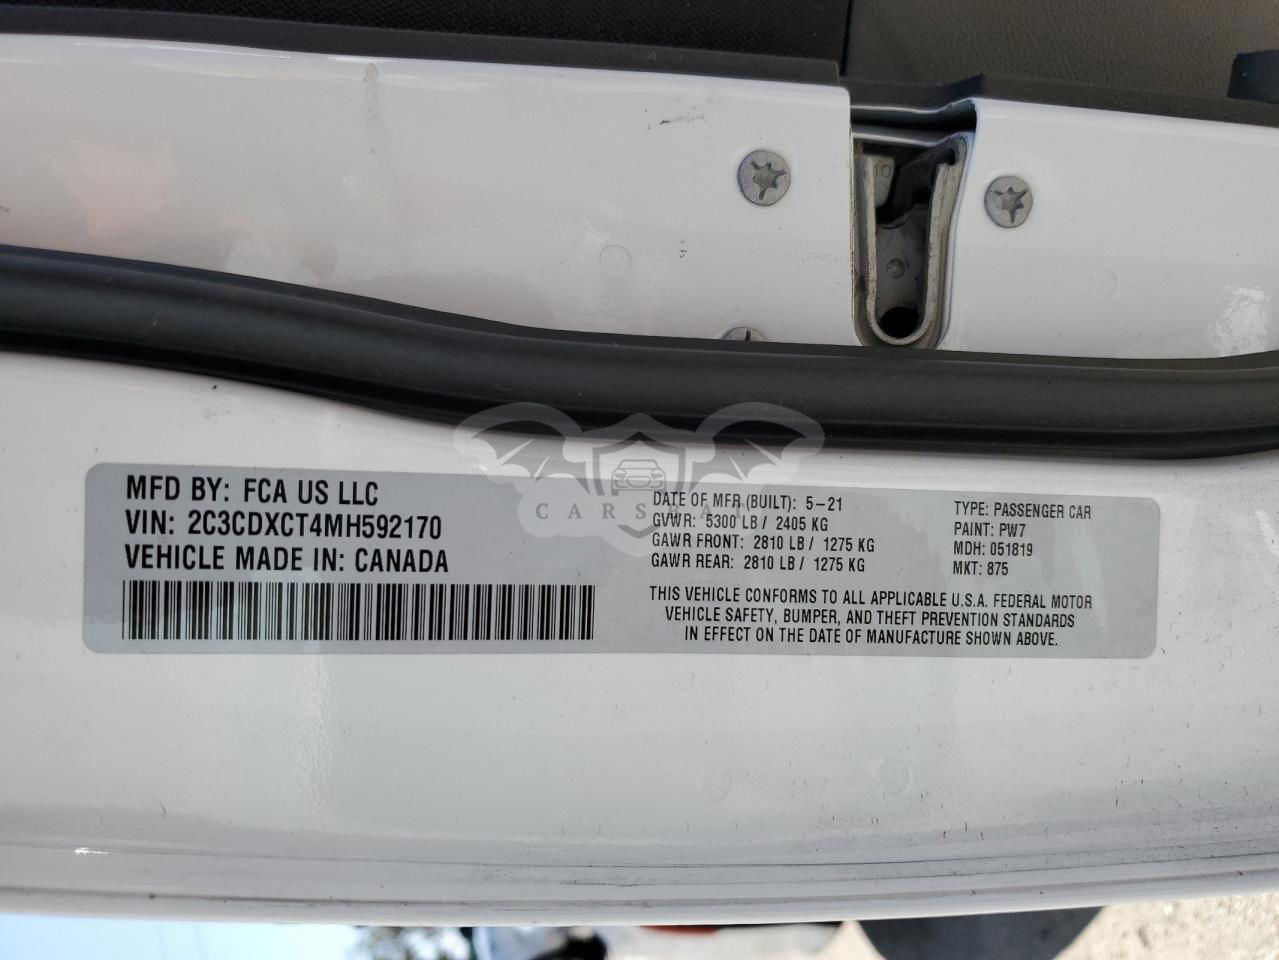 MFD BY: FCA US LLC
VIN: 2C3CDXCT4MH592170
VEHICLE MADE IN: CANADA
DATE OF MFR (BUILT): 5-21
GVWR: 5300 LB / 2405 KG
GAWR FRONT: 2810 LB / 1275 KG
GAWR REAR: 2810 LB / 1275 KG
TYPE: PASSENGER CAR
PAINT: PW7
MDH: 051819
MKT: 875
THIS VEHICLE CONFORMS TO ALL APPLICABLE U.S.A. FEDERAL MOTOR
VEHICLE SAFETY, BUMPER, AND THEFT PREVENTION STANDARDS
IN EFFECT ON THE DATE OF MANUFACTURE SHOWN ABOVE.
10